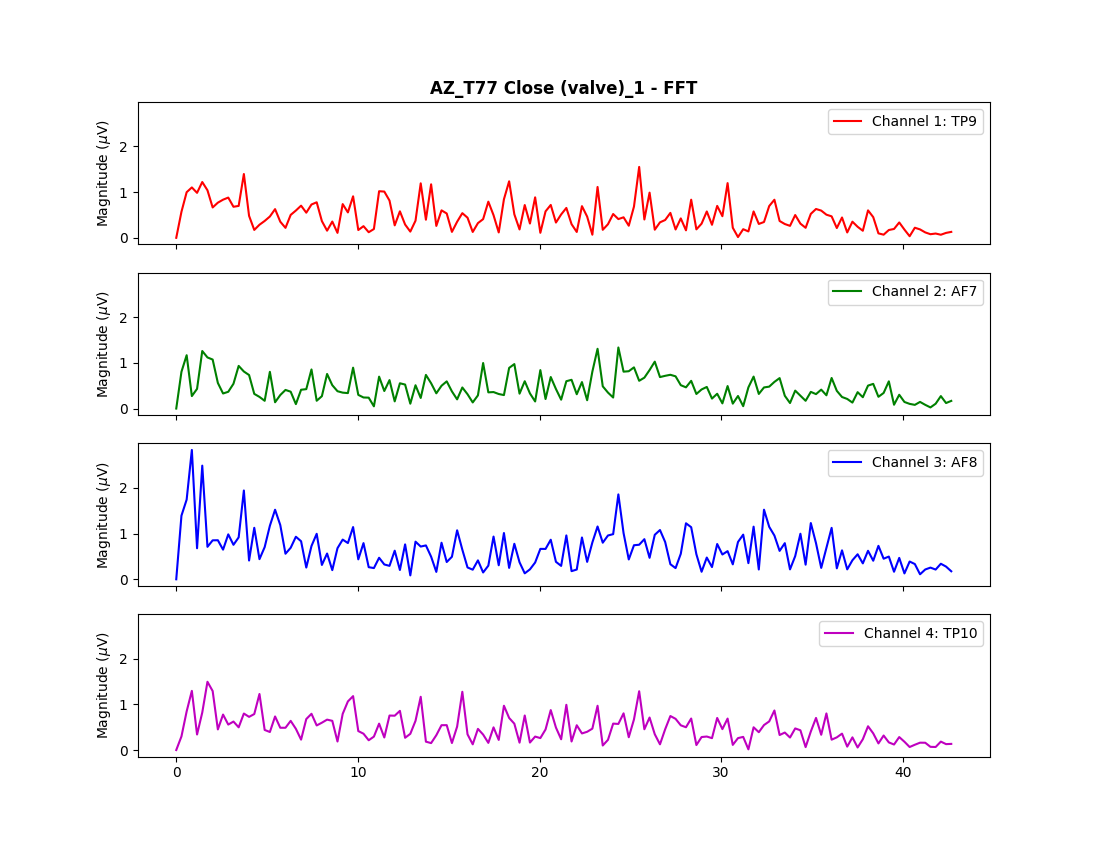 AZ_T77 Close (valve)_1 - FFT
Magnitude (μV)
2
1
0
Channel 1: TP9
Magnitude (μV)
2
1
0
Channel 2: AF7
Magnitude (μV)
2
1
0
Channel 3: AF8
Magnitude (μV)
2
1
0
Channel 4: TP10
0 10 20 30 40